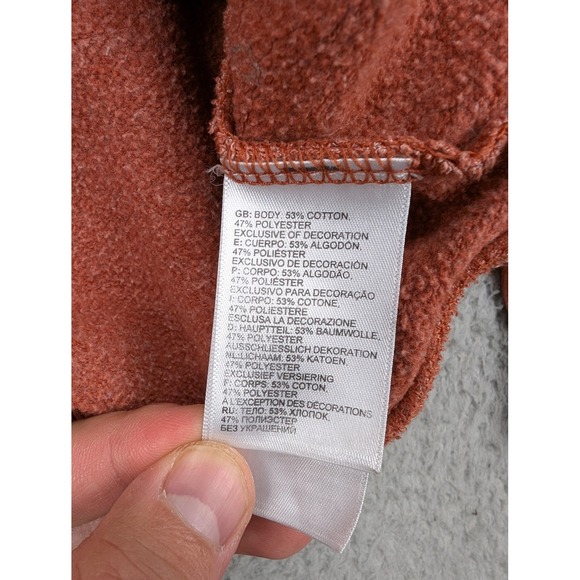 GB: BODY: 53% COTTON,
47% POLYESTER
EXCLUSIVE OF DECORATION
E: CUERPO: 53% ALGODÓN,
47% POLIÉSTER
EXCLUSIVO DE DECORACIÓN
P: CORPO: 53% ALGODÃO,
47% POLIÉSTER
EXCLUSIVO PARA DECORAÇÃO
I: CORPO: 53% COTONE
47% POLIESTERE
ESCLUSA LA DECORAZIONE
D: HAUPTTEIL: 53% BAUMWOLLE,
47% POLYESTER
AUSSCHLIESSLICH DEKORATION
NL:LICHAAM: 53% KATOEN.
47% POLYESTER
EXCLUSIEF VERSIERING
F: CORPS: 53% COTON,
47% POLYESTER
A L'EXCEPTION DES DÉCORATIONS
RU: ТЕЛО: 53% ХЛОПОК,
47% ПОЛИЭСТЕР
БЕЗ УКРАШЕНИЙ